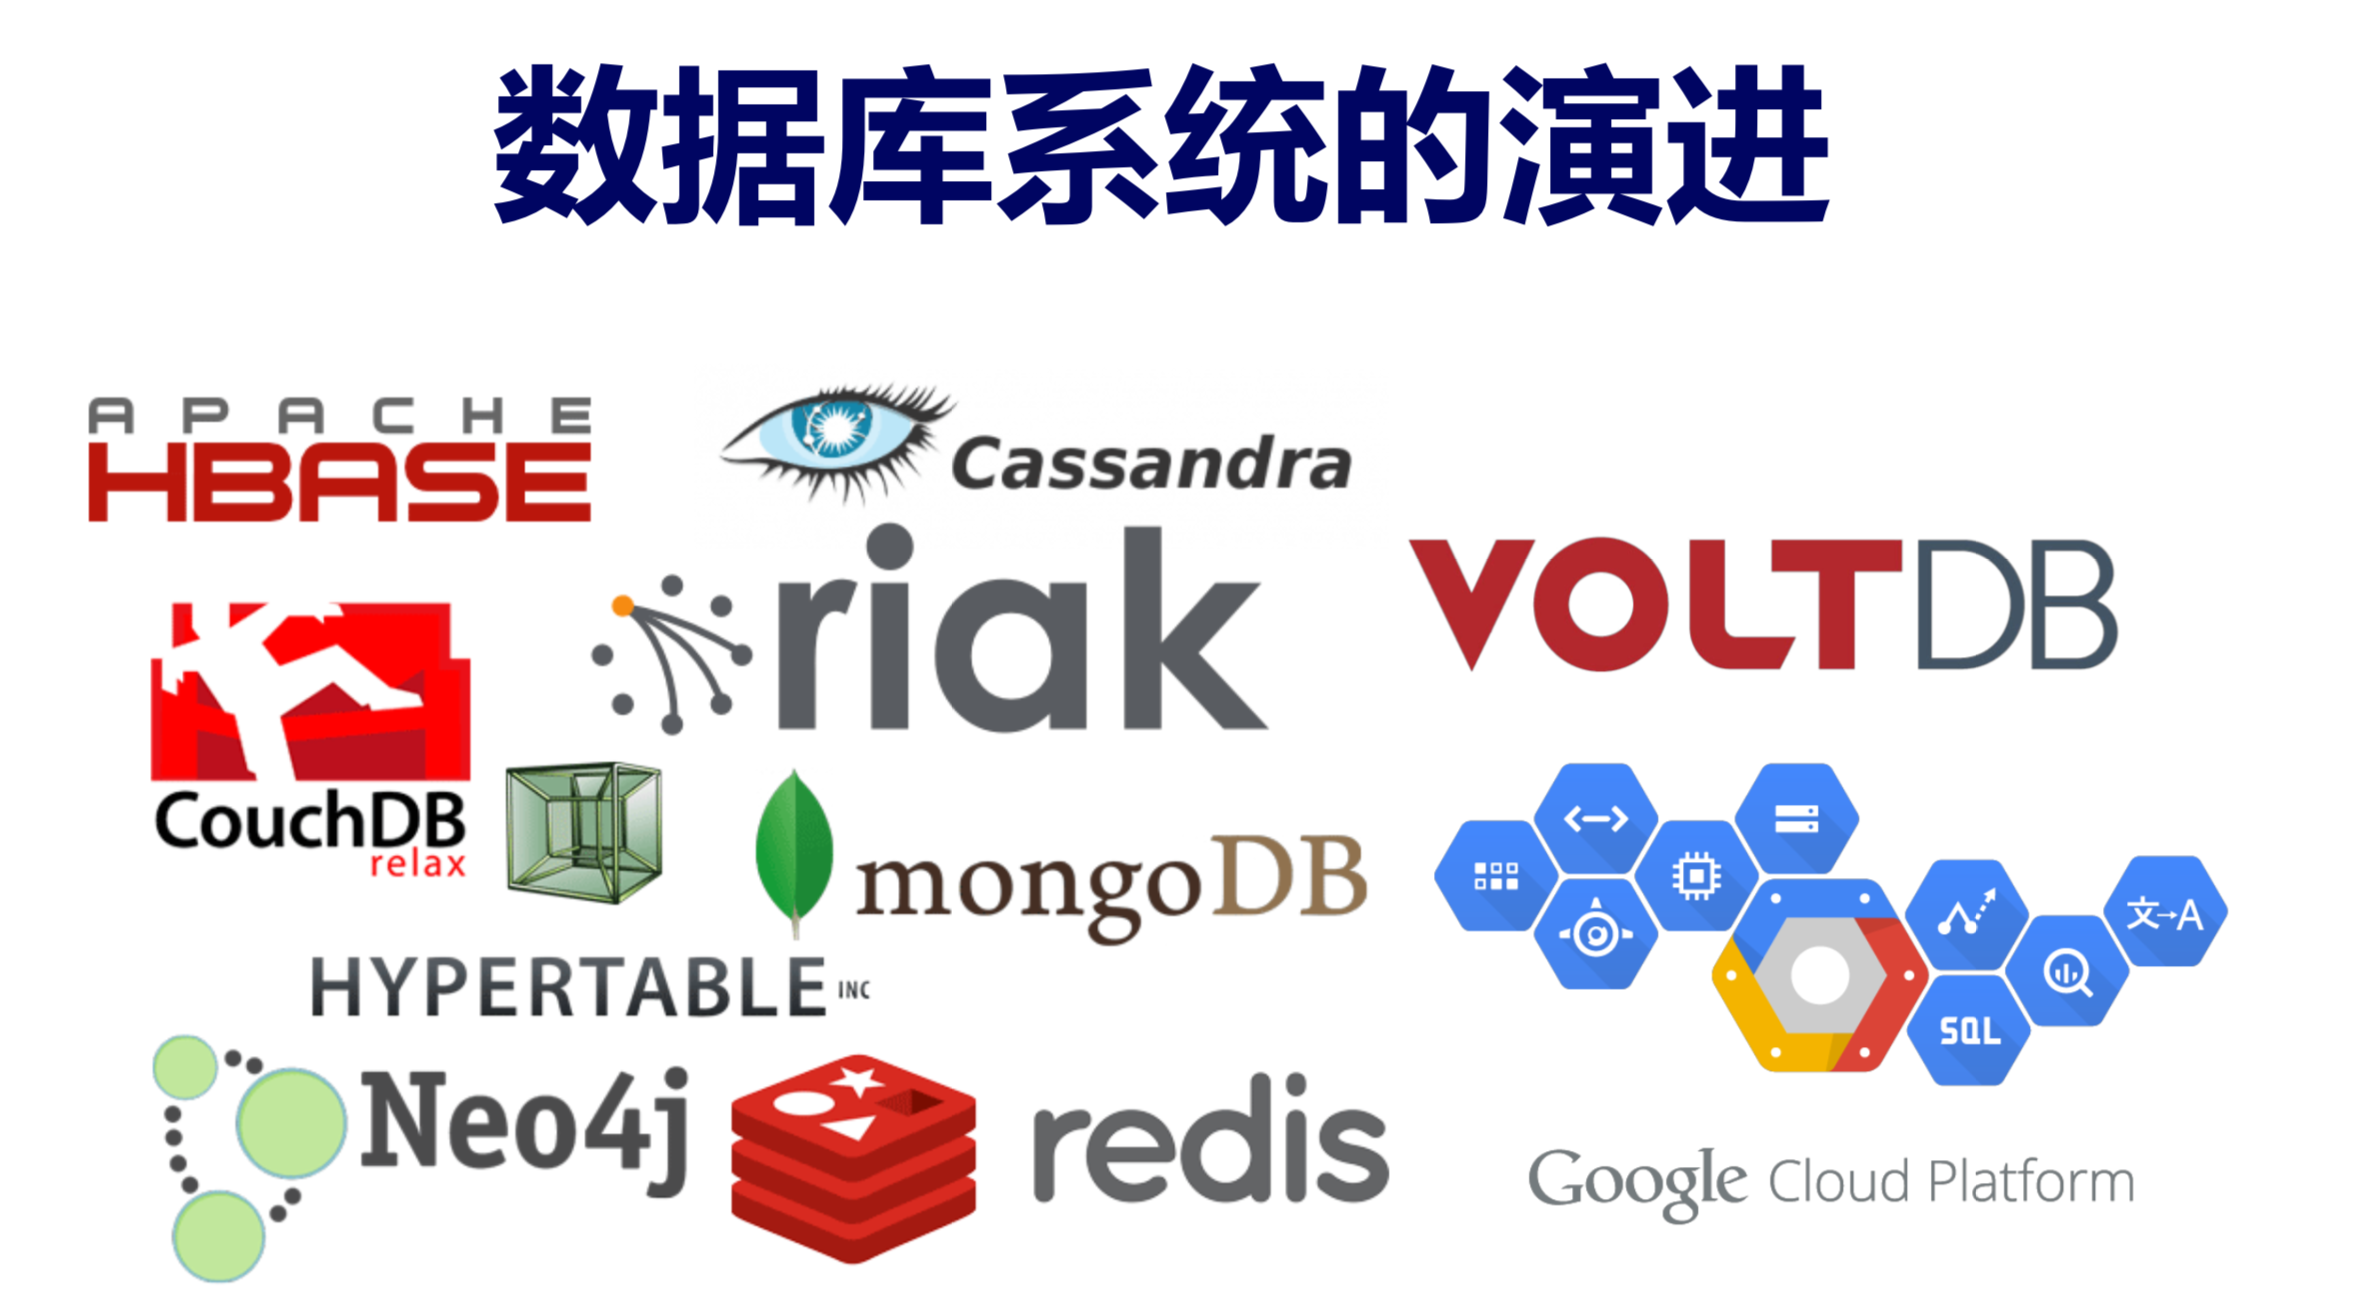 数据库系统的演进
APACHE
HBASE
Cassandra
riak
VOLTDB
CouchDB
relax
mongoDB
文→A
SQL
HYPERTABLE INC
Neo4j
redis
Google Cloud Platform